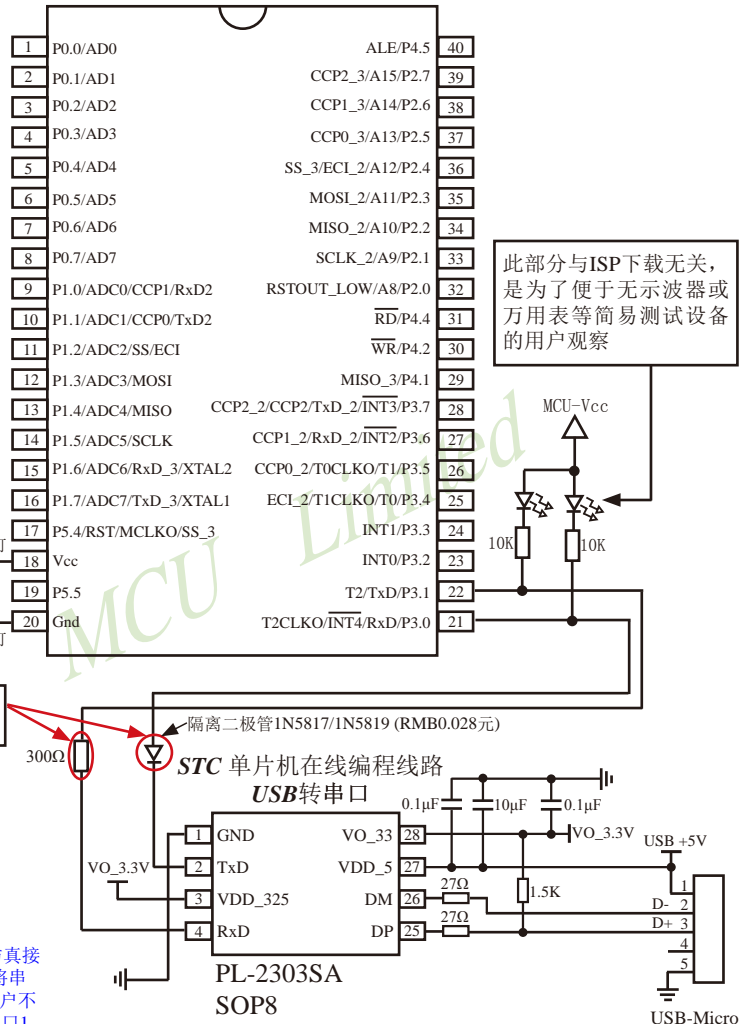 1 P0.0/AD0 ALE/P4.5 40
2 P0.1/AD1 CCP2_3/A15/P2.7 39
3 P0.2/AD2 CCP1_3/A14/P2.6 38
4 P0.3/AD3 CCP0_3/A13/P2.5 37
5 P0.4/AD4 SS_3/ECI_2/A12/P2.4 36
6 P0.5/AD5 MOSI_2/A11/P2.3 35
7 P0.6/AD6 MISO_2/A10/P2.2 34
8 P0.7/AD7 SCLK_2/A9/P2.1 33
9 P1.0/ADC0/CCP1/RxD2 RSTOUT_LOW/A8/P2.0 32
10 P1.1/ADC1/CCP0/TxD2 RD/P4.4 31
11 P1.2/ADC2/SS/ECI WR/P4.2 30
12 P1.3/ADC3/MOSI MISO_3/P4.1 29
13 P1.4/ADC4/MISO CCP2_2/CCP2/TxD_2/INT3/P3.7 28
14 P1.5/ADC5/SCLK CCP1_2/RxD_2/INT2/P3.6 27
15 P1.6/ADC6/RxD_3/XTAL2 CCP0_2/T0CLKO/T1/P3.5 26
16 P1.7/ADC7/TxD_3/XTAL1 ECI_2/T1CLKO/T0/P3.4 25
17 P5.4/RST/MCLKO/SS_3 INT1/P3.3 24
18 Vcc INT0/P3.2 23
19 P5.5 T2/TxD/P3.1 22
20 Gnd T2CLKO/INT4/RxD/P3.0 21
MCU Limited
此部分与ISP下载无关，
是为了便于无示波器或
万用表等简易测试设备
的用户观察
MCU-Vcc
10K
10K
隔离二极管1N5817/1N5819 (RMB0.028元)
300Ω
STC 单片机在线编程线路
USB转串口
0.1μF
10μF
0.1μF
1 GND VO_33 28
2 TxD VDD_5 27
3 VDD_325 DM 26
4 RxD DP 25
VO_3.3V
VO_3.3V
USB +5V
27Ω
27Ω
1.5K
1
D- 2
D+ 3
4
5
PL-2303SA
SOP8
USB-Micro
真接
将串
户不
口1